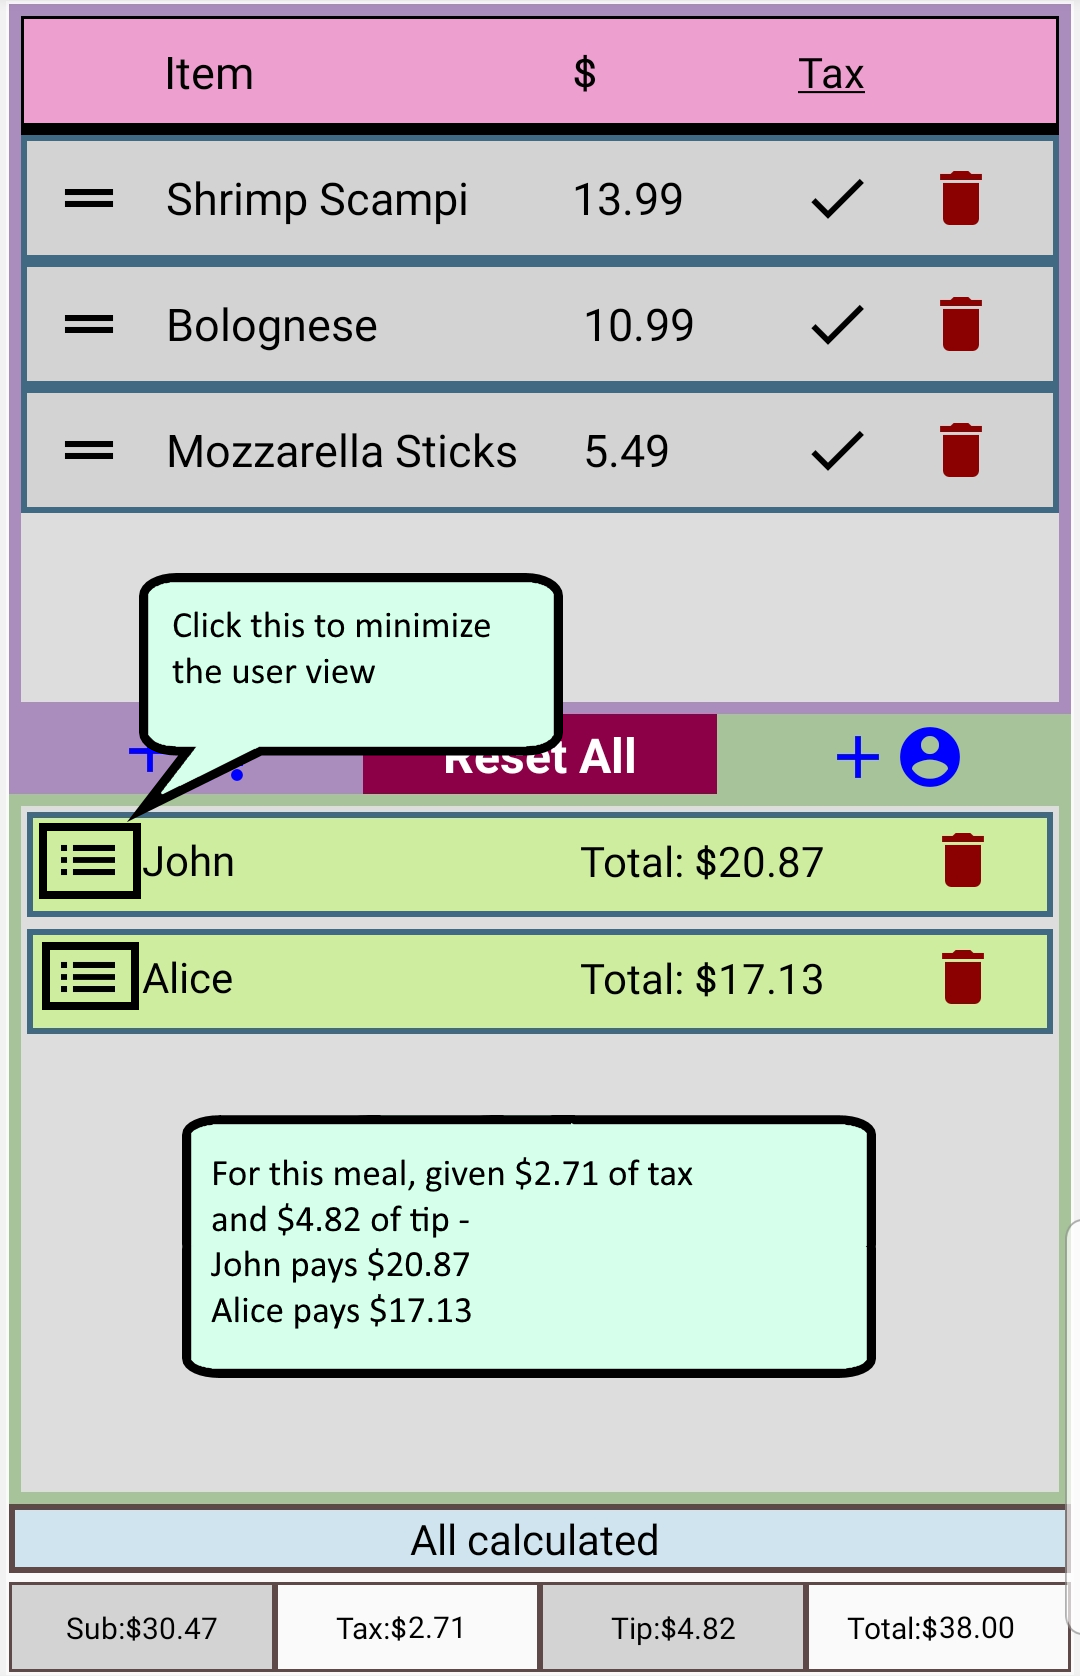 Item $ Tax
Shrimp Scampi 13.99
Bolognese 10.99
Mozzarella Sticks 5.49
Click this to minimize
the user view
Reset All
John Total: $20.87
Alice Total: $17.13
For this meal, given $2.71 of tax
and $4.82 of tip -
John pays $20.87
Alice pays $17.13
All calculated
Sub:$30.47 Tax:$2.71 Tip:$4.82 Total:$38.00